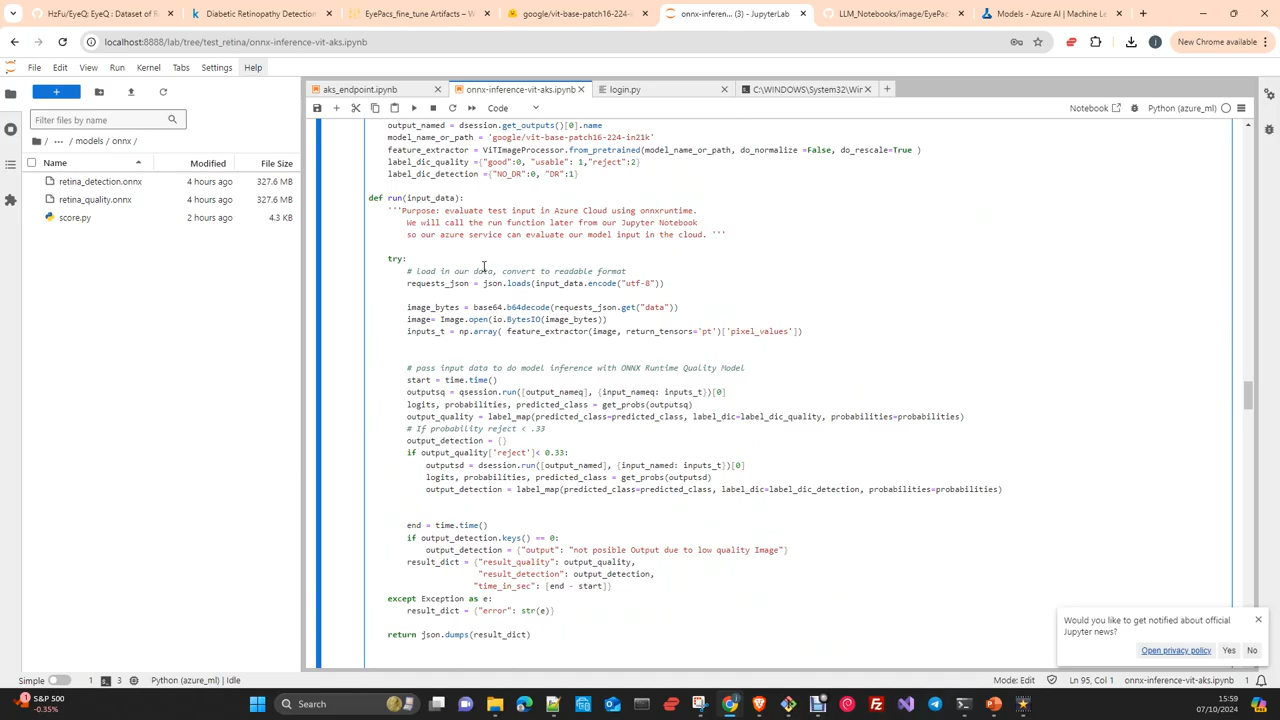 HzFu/EyeQ: EyeQ : Dataset of R
Diabetic Retinopathy Detection
EyePacs_fine_tune Artifacts –
google/vit-base-patch16-224-i
onnx-inferen... (3) - JupyterLab
LLM_Notebooks/image/EyePac
Models - Azure AI | Machine Le
localhost:8888/lab/tree/test_retina/onnx-inference-vit-aks.ipynb
New Chrome available
File Edit View Run Kernel Tabs Settings Help
aks_endpoint.ipynb
onnx-inference-vit-aks.ipynb
login.py
C:\WINDOWS\System32\Wir
Code
Notebook
Python (azure_ml)
Filter files by name
/ ... / models / onnx /
Name Modified File Size
retina_detection.onnx 4 hours ago 327.6 MB
retina_quality.onnx 4 hours ago 327.6 MB
score.py 2 hours ago 4.3 KB
output_named = dsession.get_outputs()[0].name
model_name_or_path = 'google/vit-base-patch16-224-in21k'
feature_extractor = ViTImageProcessor.from_pretrained(model_name_or_path, do_normalize =False, do_rescale=True )
label_dic_quality ={"good":0, "usable": 1,"reject":2}
label_dic_detection ={"NO_DR":0, "DR":1}
def run(input_data):
'''Purpose: evaluate test input in Azure Cloud using onnxruntime.
We will call the run function later from our Jupyter Notebook
so our azure service can evaluate our model input in the cloud. '''
try:
# load in our data, convert to readable format
requests_json = json.loads(input_data.encode("utf-8"))
image_bytes = base64.b64decode(requests_json.get("data"))
image= Image.open(io.BytesIO(image_bytes))
inputs_t = np.array( feature_extractor(image, return_tensors='pt')['pixel_values'])
# pass input data to do model inference with ONNX Runtime Quality Model
start = time.time()
outputsq = qsession.run([output_nameq], {input_nameq: inputs_t})[0]
logits, probabilities, predicted_class = get_probs(outputsq)
output_quality = label_map(predicted_class=predicted_class, label_dic=label_dic_quality, probabilities=probabilities)
# If probability reject < .33
output_detection = {}
if output_quality['reject']< 0.33:
outputsd = dsession.run([output_named], {input_named: inputs_t})[0]
logits, probabilities, predicted_class = get_probs(outputsd)
output_detection = label_map(predicted_class=predicted_class, label_dic=label_dic_detection, probabilities=probabilities)
end = time.time()
if output_detection.keys() == 0:
output_detection = {"output": "not posible Output due to low quality Image"}
result_dict = {"result_quality": output_quality,
"result_detection": output_detection,
"time_in_sec": [end - start]}
except Exception as e:
result_dict = {"error": str(e)}
return json.dumps(result_dict)
Would you like to get notified about official
Jupyter news?
Open privacy policy Yes No
Simple 1 3 Python (azure_ml) | Idle
Mode: Edit Ln 95, Col 1 onnx-inference-vit-aks.ipynb 1
S&P 500
-0.35%
Search
15:59
07/10/2024